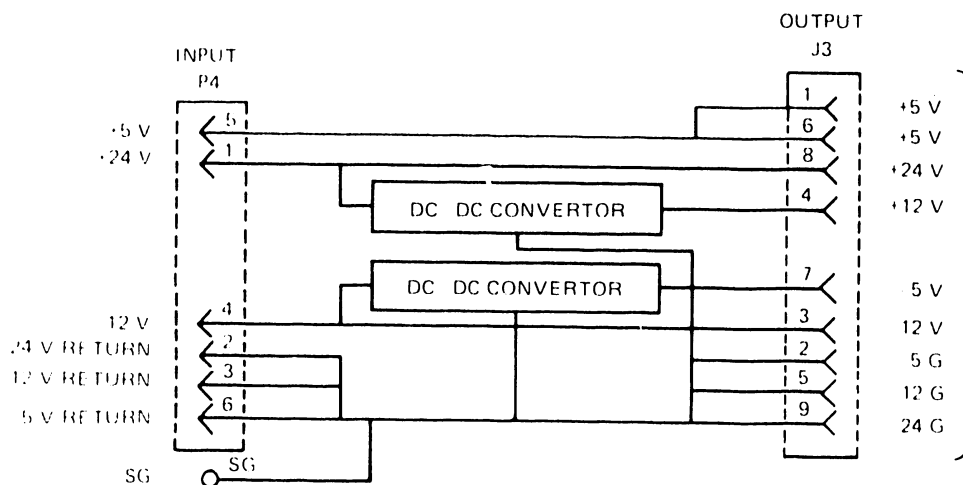 OUTPUT
J3
INPUT
P4
1
+5 V
+5 V
5
6
+5 V
+24 V
1
8
+24 V
DC DC CONVERTOR
4
+12 V
DC DC CONVERTOR
7
5 V
12 V
4
3
12 V
24 V RETURN
2
2
5 G
12 V RETURN
3
5
12 G
5 V RETURN
6
9
24 G
SG
SG